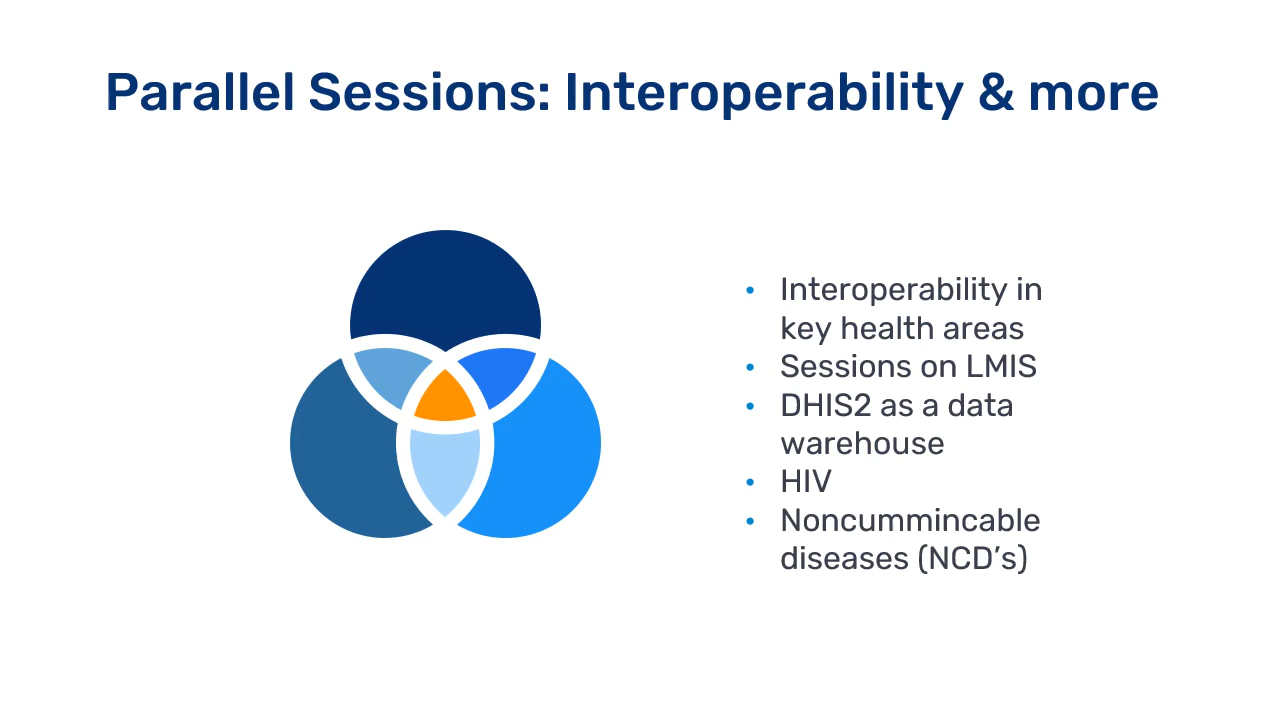 Parallel Sessions: Interoperability & more
• Interoperability in
key health areas
• Sessions on LMIS
• DHIS2 as a data
warehouse
• HIV
• Noncummincable
diseases (NCD’s)